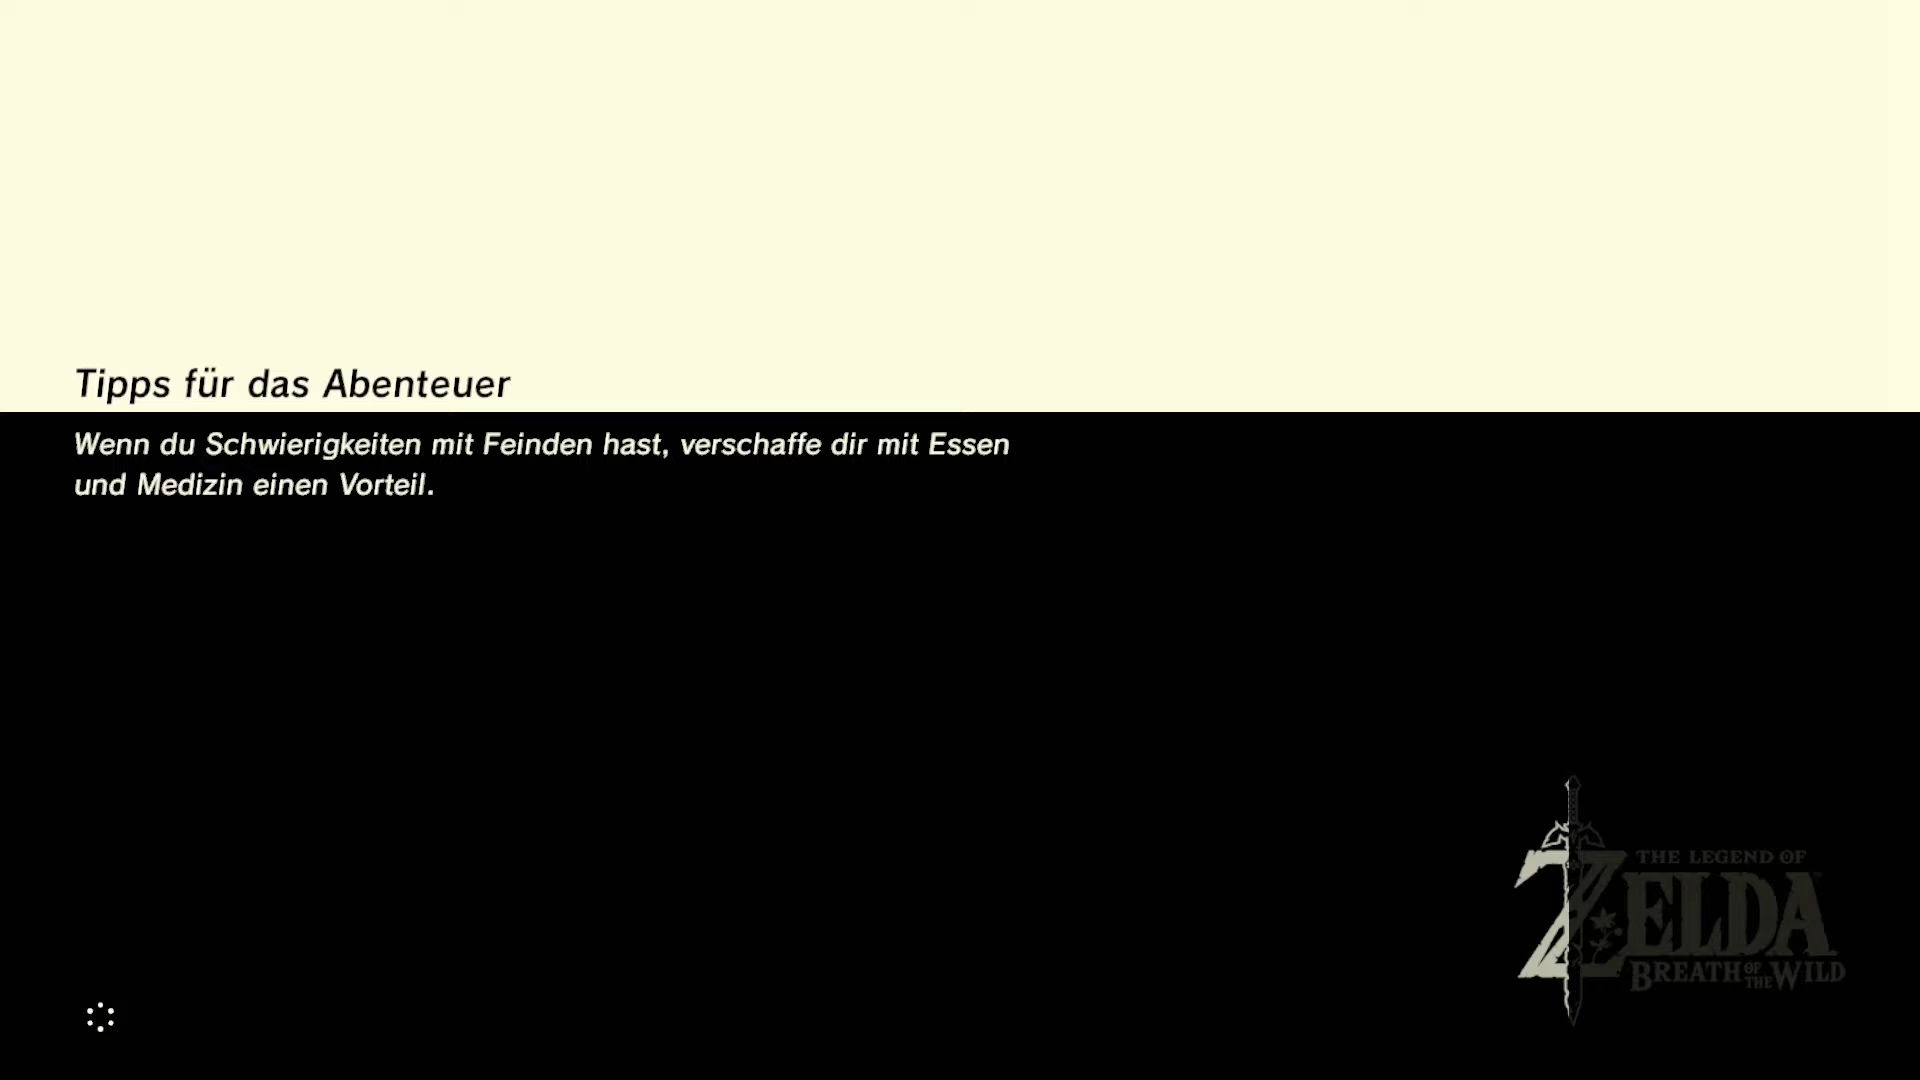 Tipps für das Abenteuer
Wenn du Schwierigkeiten mit Feinden hast, verschaffe dir mit Essen
und Medizin einen Vorteil.
THE LEGEND OF
ZELDA
BREATH OF THE WILD